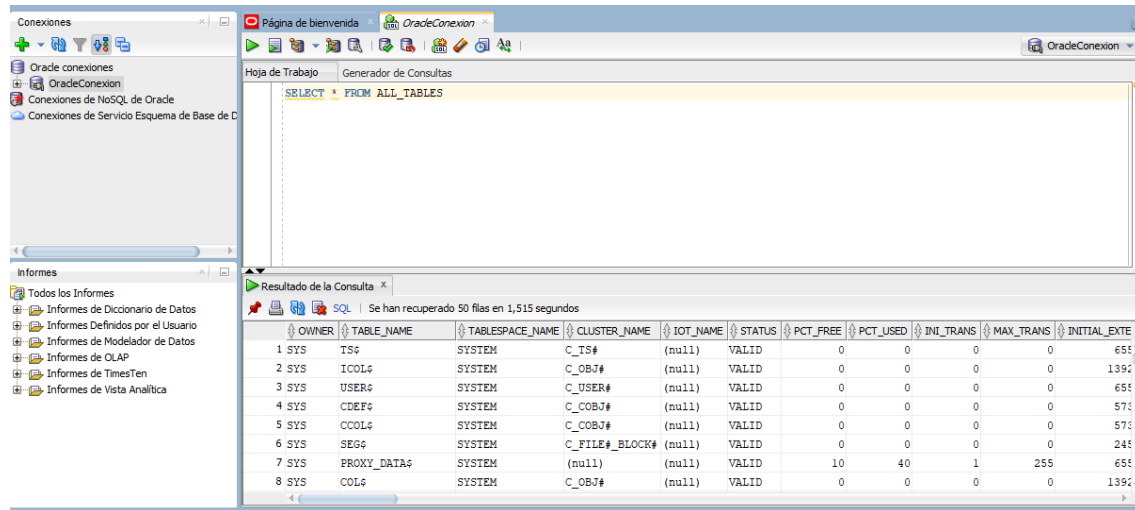 Conexiones
Página de bienvenida
OracleConexion
OracleConexion
Oracle conexiones
OracleConexion
Conexiones de NoSQL de Oracle
Conexiones de Servicio Esquema de Base de D
Hoja de Trabajo Generador de Consultas
SELECT * FROM ALL_TABLES
Informes
Todos los Informes
Informes de Diccionario de Datos
Informes Definidos por el Usuario
Informes de Modelador de Datos
Informes de OLAP
Informes de TimesTen
Informes de Vista Analítica
Resultado de la Consulta
SQL | Se han recuperado 50 filas en 1,515 segundos
OWNER TABLE_NAME TABLESPACE_NAME CLUSTER_NAME IOT_NAME STATUS PCT_FREE PCT_USED INI_TRANS MAX_TRANS INITIAL_EXTE
1 SYS TS$ SYSTEM C_TS# (null) VALID 0 0 0 0 655
2 SYS ICOL$ SYSTEM C_OBJ# (null) VALID 0 0 0 0 1392
3 SYS USER$ SYSTEM C_USER# (null) VALID 0 0 0 0 655
4 SYS CDEF$ SYSTEM C_COBJ# (null) VALID 0 0 0 0 573
5 SYS CCOL$ SYSTEM C_COBJ# (null) VALID 0 0 0 0 573
6 SYS SEG$ SYSTEM C_FILE#_BLOCK# (null) VALID 0 0 0 0 245
7 SYS PROXY_DATA$ SYSTEM (null) (null) VALID 10 40 1 255 655
8 SYS COL$ SYSTEM C_OBJ# (null) VALID 0 0 0 0 1392